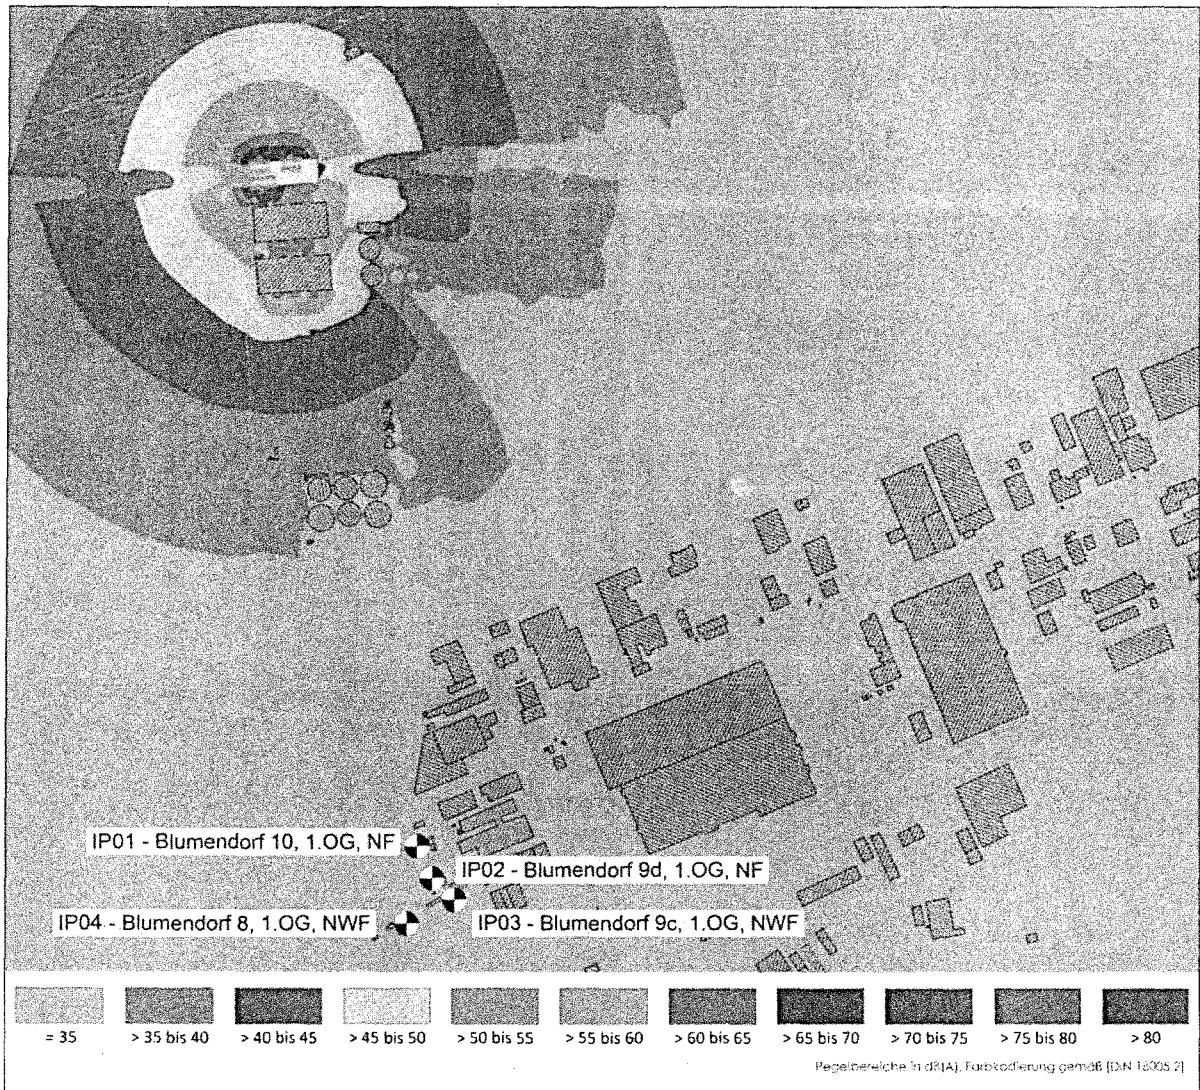 IP01 - Blumendorf 10, 1.OG, NF
IP02 - Blumendorf 9d, 1.OG, NF
IP04 - Blumendorf 8, 1.OG, NWF
IP03 - Blumendorf 9c, 1.OG, NWF
= 35
> 35 bis 40
> 40 bis 45
> 45 bis 50
> 50 bis 55
> 55 bis 60
> 60 bis 65
> 65 bis 70
> 70 bis 75
> 75 bis 80
> 80
Pegelbereiche in dB(A), Farbkodierung gemäß [DIN 18005 2]